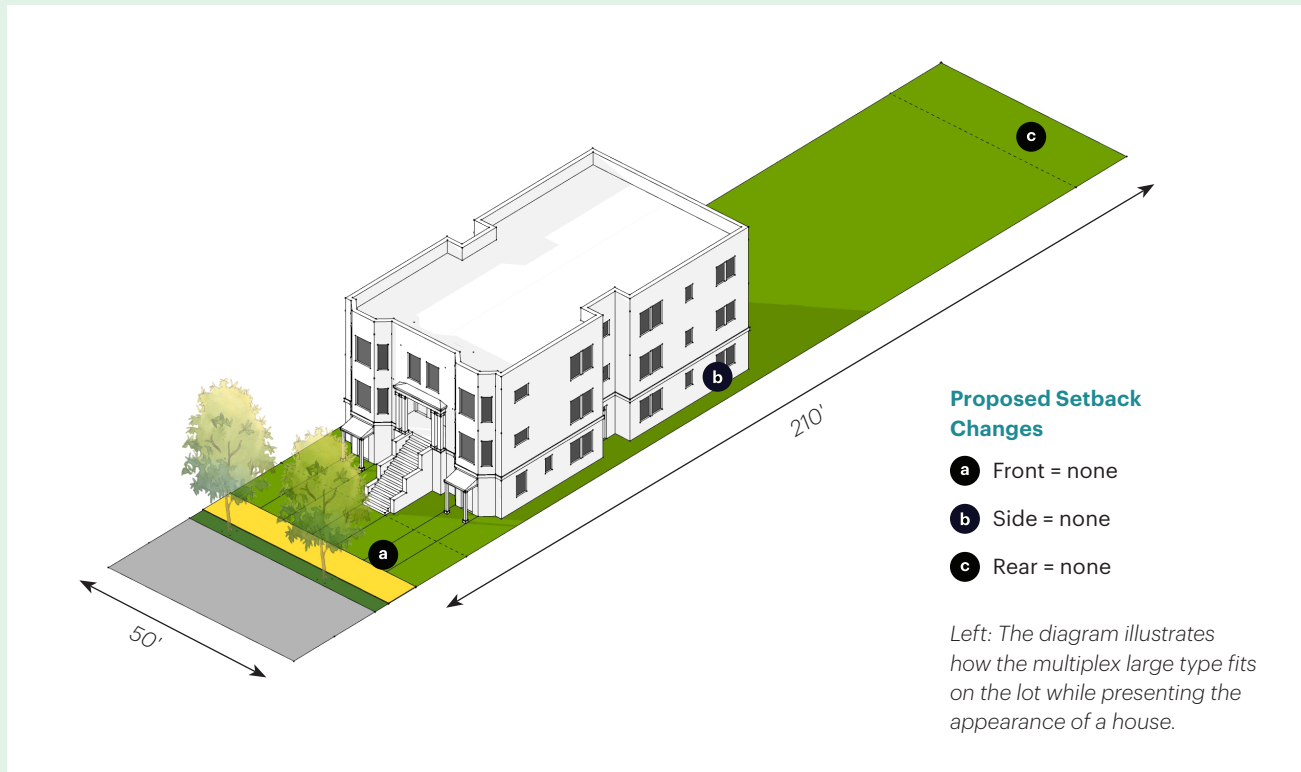 c
b
210'
a
50'
Proposed Setback
Changes
a Front = none
b Side = none
c Rear = none
Left: The diagram illustrates
how the multiplex large type fits
on the lot while presenting the
appearance of a house.